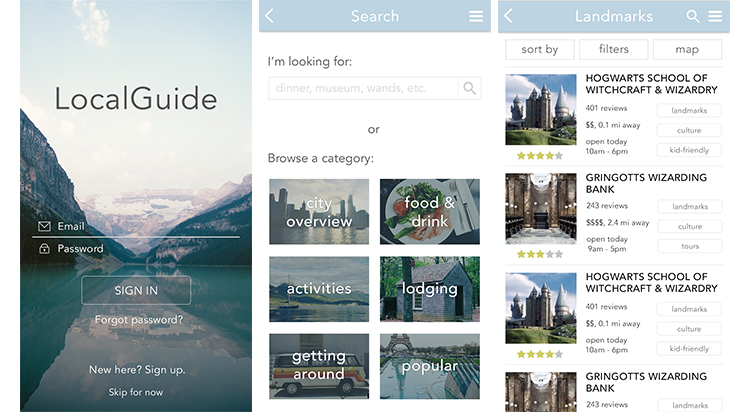 LocalGuide
Email
Password
SIGN IN
Forgot password?
New here? Sign up.
Skip for now
Search
I'm looking for:
dinner, museum, wands, etc.
or
Browse a category:
city
overview
food &
drink
activities
lodging
getting
around
popular
Landmarks
sort by
filters
map
HOGWARTS SCHOOL OF
WITCHCRAFT & WIZARDRY
401 reviews
$$, 0.1 mi away
open today
10am - 6pm
landmarks
culture
kid-friendly
GRINGOTTS WIZARDING
BANK
243 reviews
$$$$, 2.4 mi away
open today
9am - 5pm
landmarks
culture
tours
HOGWARTS SCHOOL OF
WITCHCRAFT & WIZARDRY
401 reviews
$$, 0.1 mi away
open today
10am - 6pm
landmarks
culture
kid-friendly
GRINGOTTS WIZARDING
BANK
243 reviews
landmarks